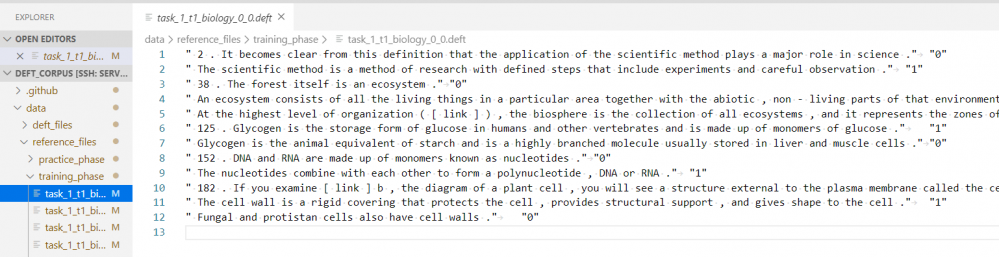 EXPLORER
OPEN EDITORS
task_1_t1_bi... M
DEFT_CORPUS [SSH: SERV...
.github
data
deft_files
reference_files
practice_phase
training_phase
task_1_t1_bi... M
task_1_t1_bi... M
task_1_t1_bi... M
task_1_t1_bi... M
task_1_t1_biology_0_0.deft ×
data > reference_files > training_phase > task_1_t1_biology_0_0.deft
1 " 2 . It becomes clear from this definition that the application of the scientific method plays a major role in science ." "0"
2 " The scientific method is a method of research with defined steps that include experiments and careful observation ." "1"
3 " 38 . The forest itself is an ecosystem ." "0"
4 " An ecosystem consists of all the living things in a particular area together with the abiotic , non - living parts of that environment
5 " At the highest level of organization ( [ link ] ) , the biosphere is the collection of all ecosystems , and it represents the zones of
6 " 125 . Glycogen is the storage form of glucose in humans and other vertebrates and is made up of monomers of glucose ." "1"
7 " Glycogen is the animal equivalent of starch and is a highly branched molecule usually stored in liver and muscle cells ." "0"
8 " 152 . DNA and RNA are made up of monomers known as nucleotides ." "0"
9 " The nucleotides combine with each other to form a polynucleotide , DNA or RNA ." "1"
10 " 182 . If you examine [ link ] b , the diagram of a plant cell , you will see a structure external to the plasma membrane called the ce
11 " The cell wall is a rigid covering that protects the cell , provides structural support , and gives shape to the cell ." "1"
12 " Fungal and protistan cells also have cell walls ." "0"
13